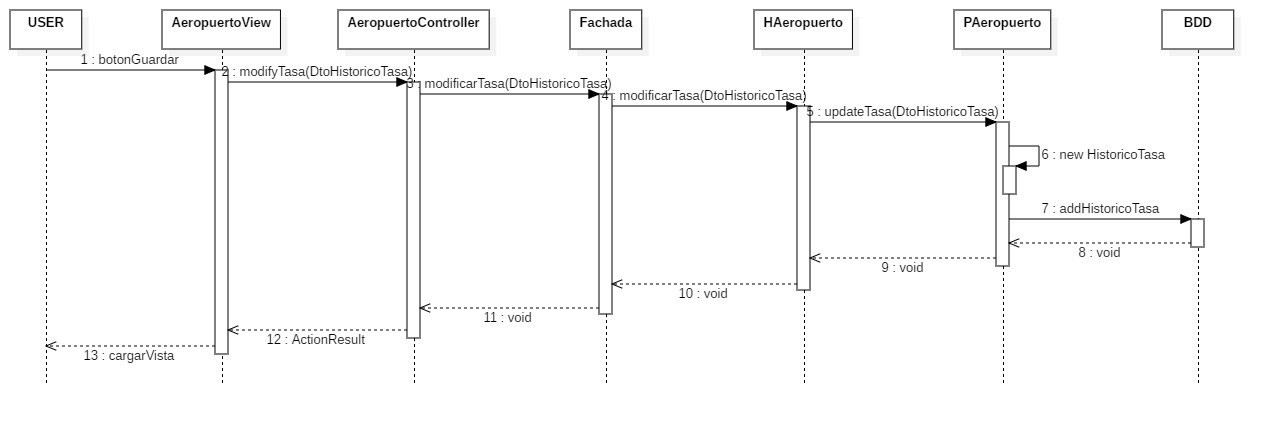 USER
AeropuertoView
AeropuertoController
Fachada
HAeropuerto
PAeropuerto
BDD
1 : botonGuardar
2 : modifyTasa(DtoHistoricoTasa)
3 : modificarTasa(DtoHistoricoTasa)
4 : modificarTasa(DtoHistoricoTasa)
5 : updateTasa(DtoHistoricoTasa)
6 : new HistoricoTasa
7 : addHistoricoTasa
8 : void
9 : void
10 : void
11 : void
12 : ActionResult
13 : cargarVista